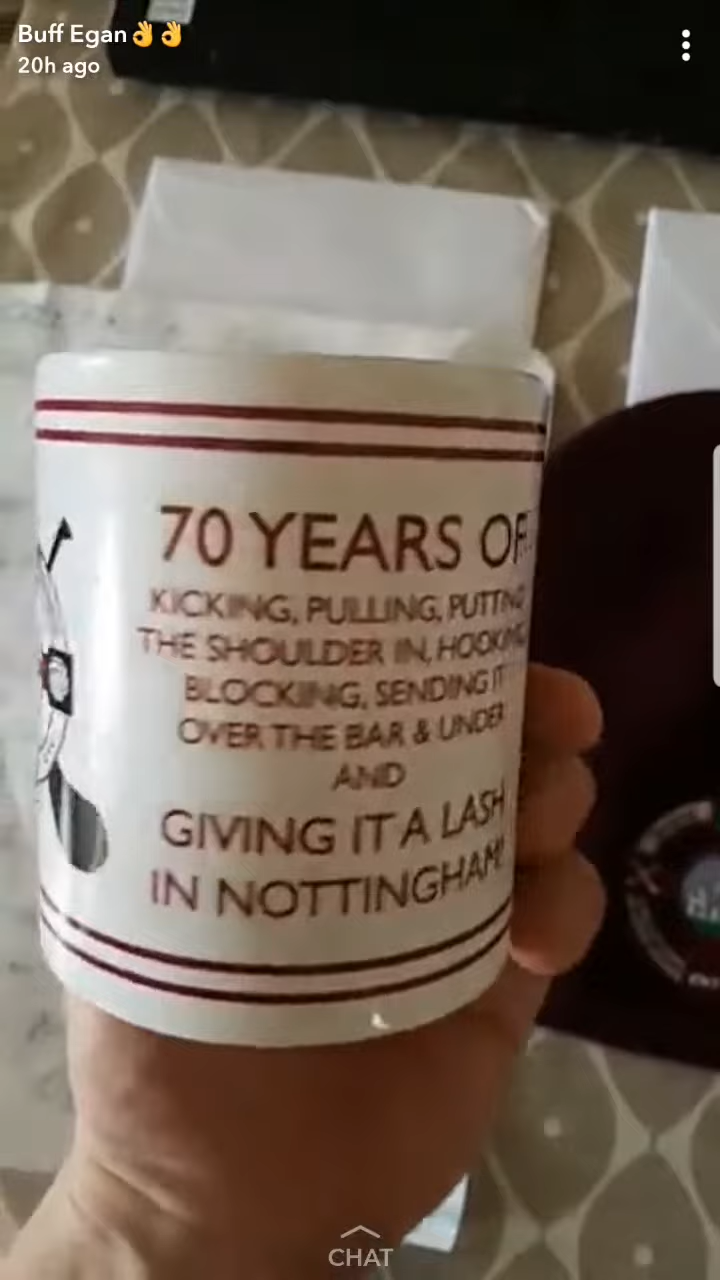 Buff Egan👌👌
20h ago
70 YEARS OF
KICKING, PULLING, PUTTING
THE SHOULDER IN, HOOKING,
BLOCKING, SENDING IT
OVER THE BAR & UNDER
AND
GIVING IT A LASH
IN NOTTINGHAM!
CHAT